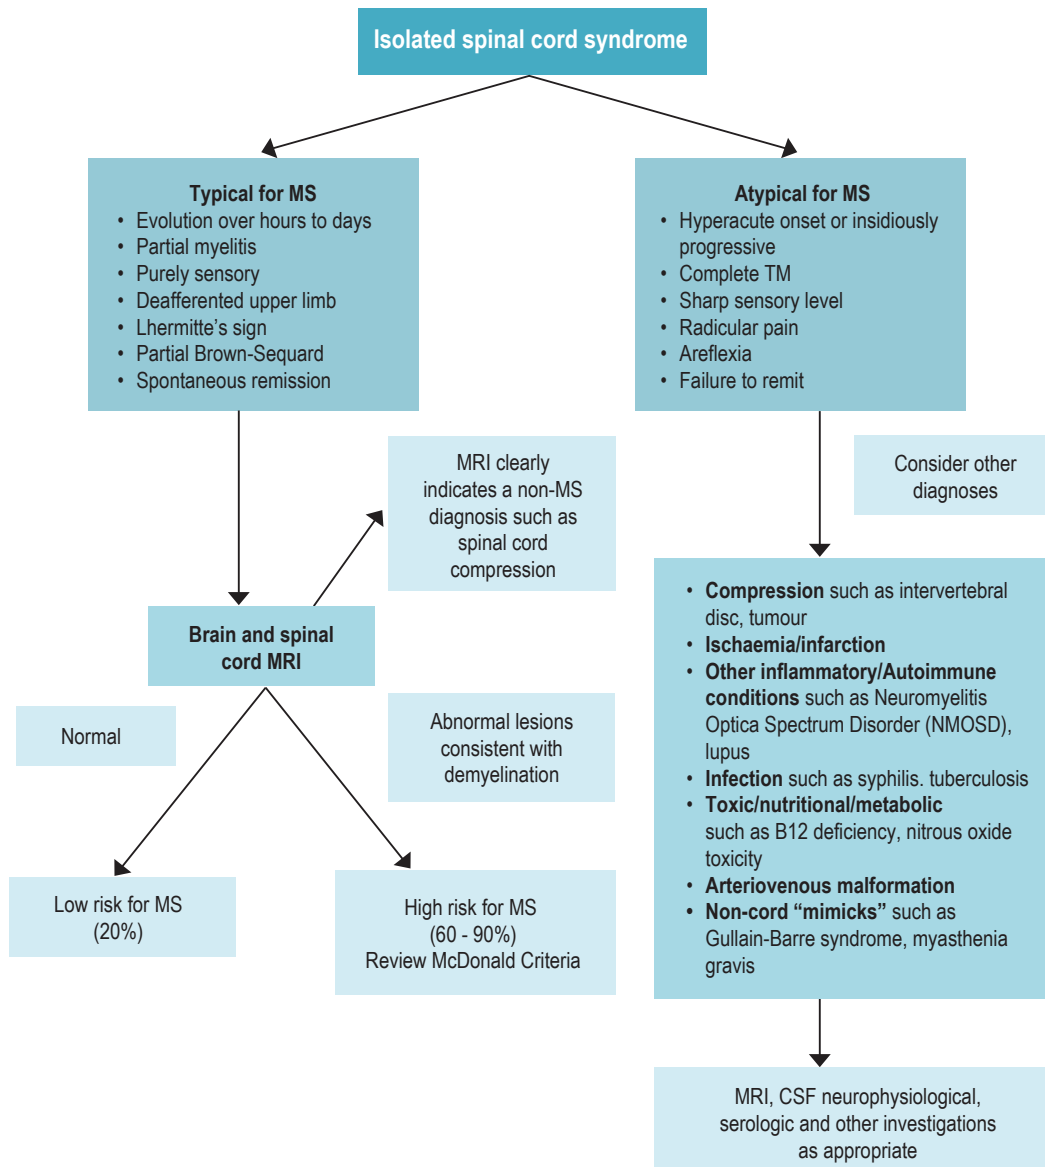 Isolated spinal cord syndrome
Typical for MS
• Evolution over hours to days
• Partial myelitis
• Purely sensory
• Deafferented upper limb
• Lhermitte’s sign
• Partial Brown-Sequard
• Spontaneous remission
Atypical for MS
• Hyperacute onset or insidiously
progressive
• Complete TM
• Sharp sensory level
• Radicular pain
• Areflexia
• Failure to remit
MRI clearly
indicates a non-MS
diagnosis such as
spinal cord
compression
Consider other
diagnoses
Brain and spinal
cord MRI
Normal
Abnormal lesions
consistent with
demyelination
Low risk for MS
(20%)
High risk for MS
(60 - 90%)
Review McDonald Criteria
• Compression such as intervertebral
disc, tumour
• Ischaemia/infarction
• Other inflammatory/Autoimmune
conditions such as Neuromyelitis
Optica Spectrum Disorder (NMOSD),
lupus
• Infection such as syphilis. tuberculosis
• Toxic/nutritional/metabolic
such as B12 deficiency, nitrous oxide
toxicity
• Arteriovenous malformation
• Non-cord “mimicks” such as
Gullain-Barre syndrome, myasthenia
gravis
MRI, CSF neurophysiological,
serologic and other investigations
as appropriate